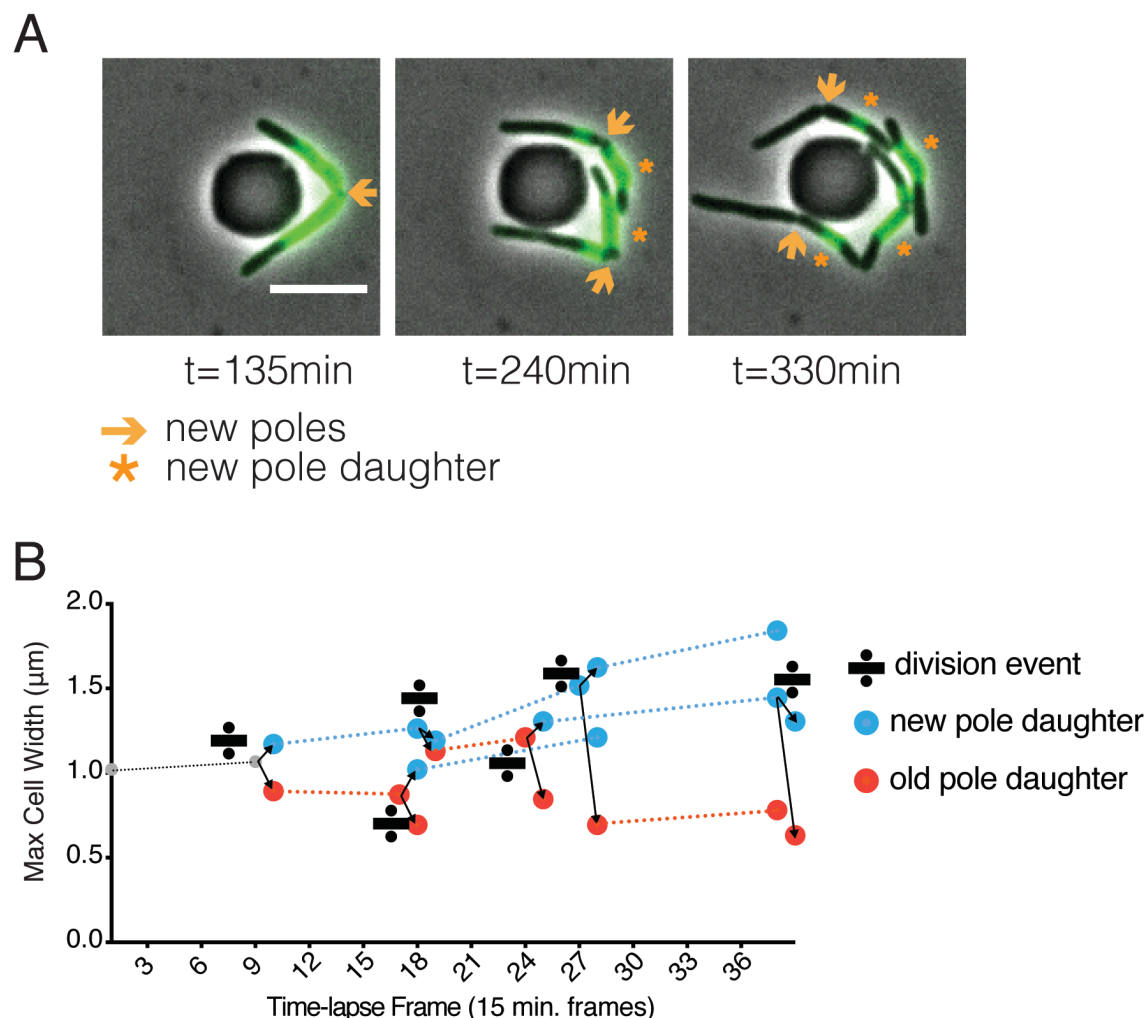 A
t=135min
t=240min
t=330min
new poles
new pole daughter
B
2.0
1.5
1.0
0.5
0.0
Max Cell Width (µm)
3
6
9
12
15
18
21
24
27
30
33
36
Time-lapse Frame (15 min. frames)
division event
new pole daughter
old pole daughter